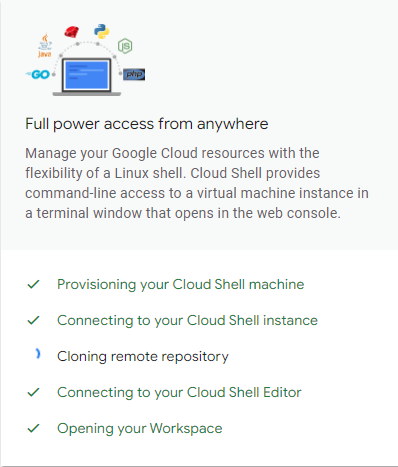 Java
JS
GO
php
Full power access from anywhere
Manage your Google Cloud resources with the
flexibility of a Linux shell. Cloud Shell provides
command-line access to a virtual machine instance in
a terminal window that opens in the web console.
Provisioning your Cloud Shell machine
Connecting to your Cloud Shell instance
Cloning remote repository
Connecting to your Cloud Shell Editor
Opening your Workspace